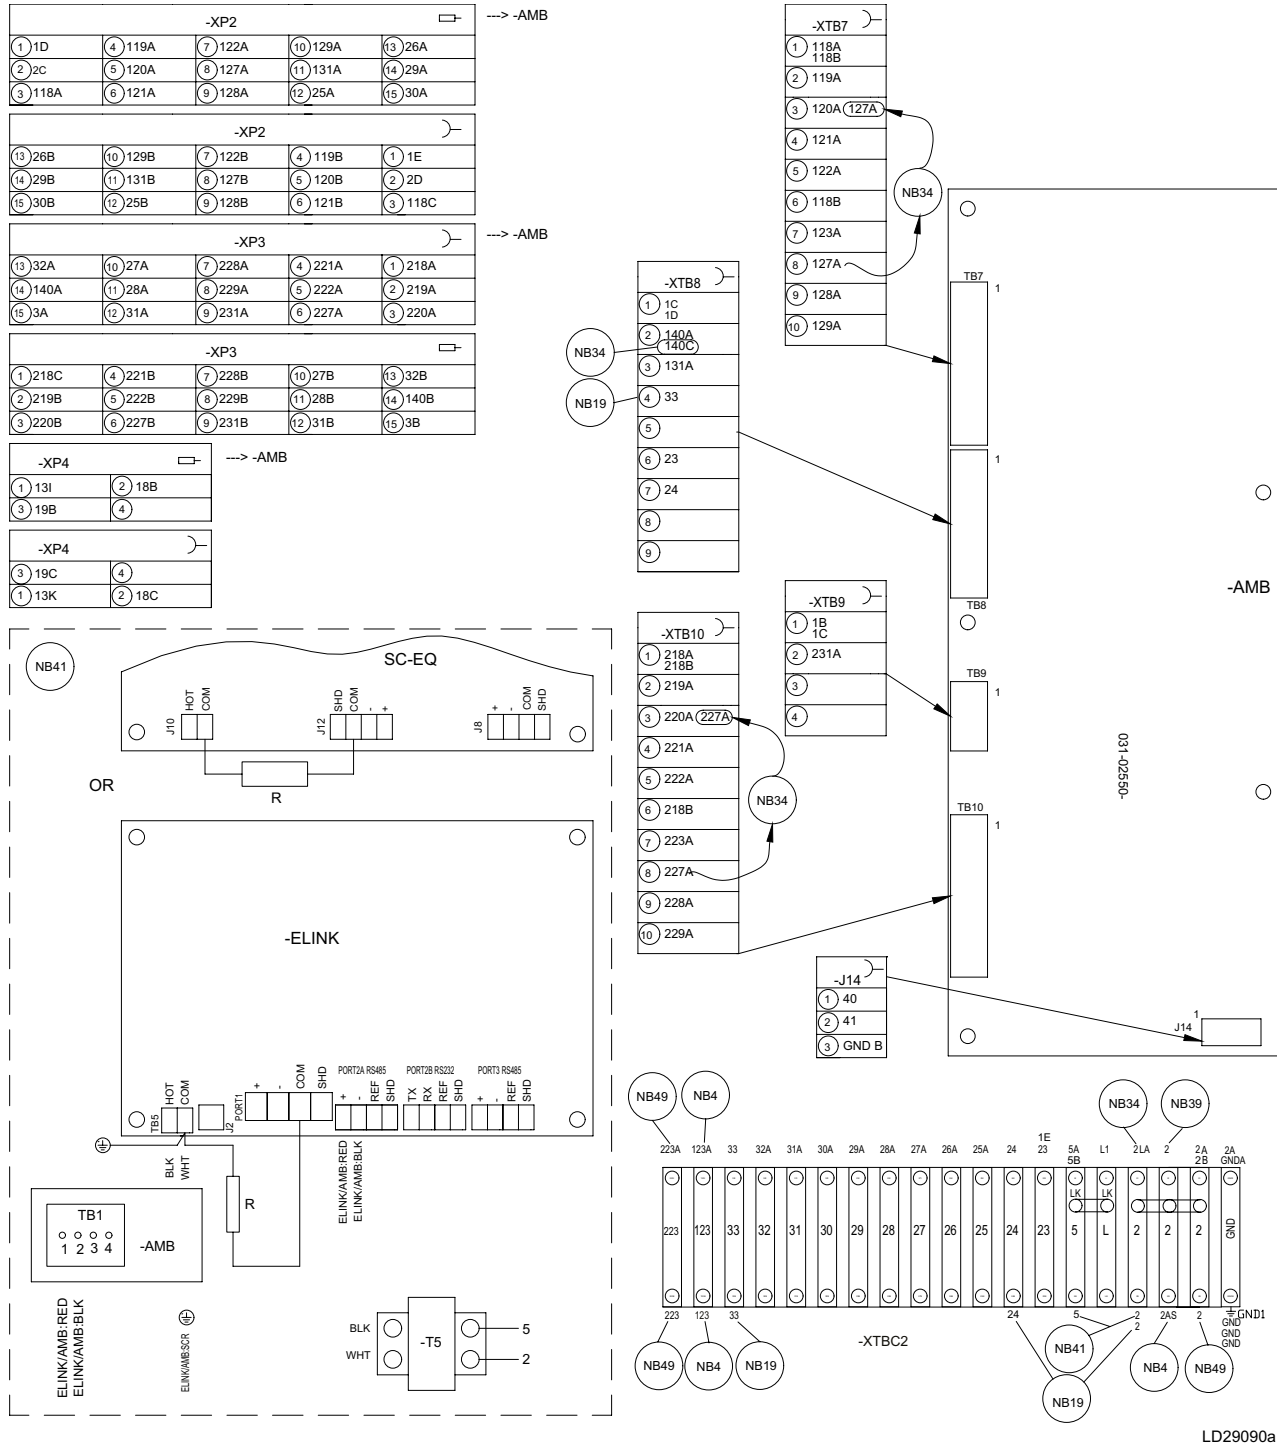 -XP2 ---> -AMB
1 1D 4 119A 7 122A 10 129A 13 26A
2 2C 5 120A 8 127A 11 131A 14 29A
3 118A 6 121A 9 128A 12 25A 15 30A
-XP2
13 26B 10 129B 7 122B 4 119B 1 1E
14 29B 11 131B 8 127B 5 120B 2 2D
15 30B 12 25B 9 128B 6 121B 3 118C
-XP3 ---> -AMB
13 32A 10 27A 7 228A 4 221A 1 218A
14 140A 11 28A 8 229A 5 222A 2 219A
15 3A 12 31A 9 231A 6 227A 3 220A
-XP3
1 218C 4 221B 7 228B 10 27B 13 32B
2 219B 5 222B 8 229B 11 28B 14 140B
3 220B 6 227B 9 231B 12 31B 15 3B
-XP4 ---> -AMB
1 13I 2 18B
3 19B 4
-XP4
3 19C 4
1 13K 2 18C
-XTB7
1 118A
118B
2 119A
3 120A 127A
4 121A
5 122A
6 118B
7 123A
8 127A
9 128A
10 129A
NB34
-XTB8
1 1C
1D
2 140A
140C
3 131A
4 33
5
6 23
7 24
8
9
NB34
NB19
-XTB9
1 1B
1C
2 231A
3
4
-XTB10
1 218A
218B
2 219A
3 220A 227A
4 221A
5 222A
6 218B
7 223A
8 227A
9 228A
10 229A
NB34
-J14
1 40
2 41
3 GND B
TB7 1
1
TB8
-AMB
TB9 1
031-02550-
TB10 1
1
J14
NB41
SC-EQ
J10 HOT COM
J12 SHD COM - +
J8 + - COM SHD
R
OR
-ELINK
TB5 HOT COM
J2
PORT1 + - COM SHD
PORT2A RS485 PORT2B RS232 PORT3 RS485
+ - REF SHD
TX RX REF SHD
+ - REF SHD
BLK
WHT
R
ELINK/AMB:RED
ELINK/AMB:BLK
TB1
1 2 3 4
-AMB
ELINK/AMB:RED
ELINK/AMB:BLK
ELINK/AMB:SCR
BLK
WHT
-T5
5
2
NB49 NB4 NB34 NB39
1E
223A 123A 33 32A 31A 30A 29A 28A 27A 26A 25A 24 23 5A L1 2LA 2 2A 2A
5B 2B GNDA
LK LK
223 123 33 32 31 30 29 28 27 26 25 24 23 5 L 2 2 2 GND
223 123 33 24 5 2 2AS 2 GND1
2
GND
GND
GND
-XTBC2
NB49 NB4 NB19 NB41 NB4 NB49
NB19
LD29090a